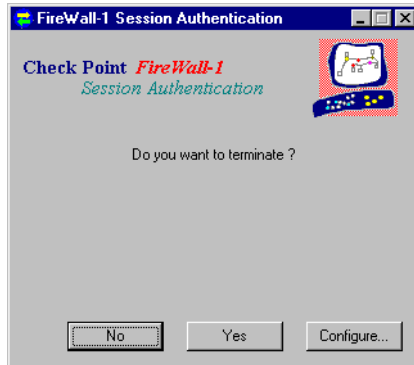 FireWall-1 Session Authentication
Check Point FireWall-1
Session Authentication
Do you want to terminate ?
No Yes Configure...